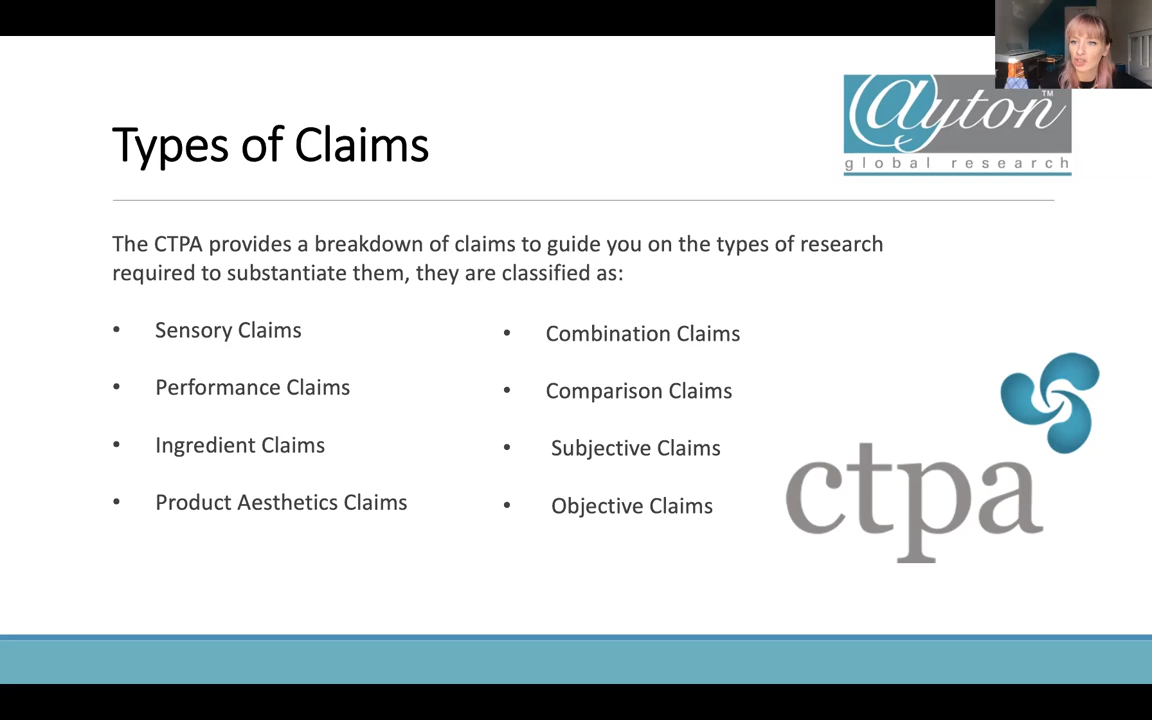 Types of Claims
@yton™
global research
The CTPA provides a breakdown of claims to guide you on the types of research
required to substantiate them, they are classified as:
• Sensory Claims
• Performance Claims
• Ingredient Claims
• Product Aesthetics Claims
• Combination Claims
• Comparison Claims
• Subjective Claims
• Objective Claims
ctpa